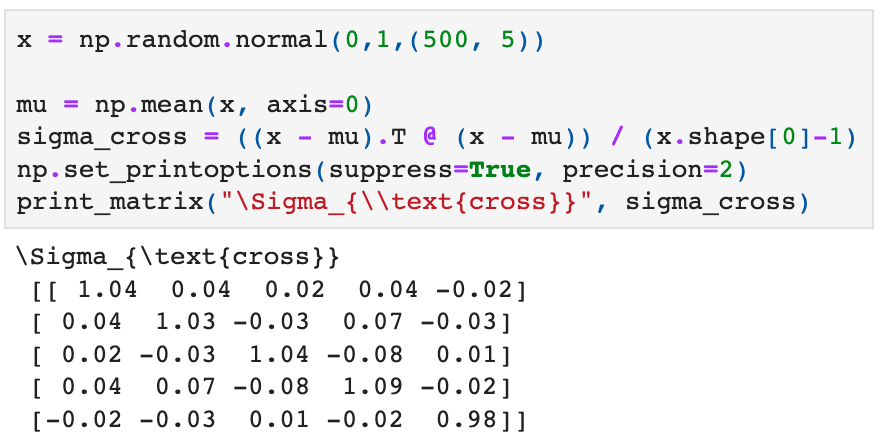 x = np.random.normal(0,1,(500, 5))
mu = np.mean(x, axis=0)
sigma_cross = ((x - mu).T @ (x - mu)) / (x.shape[0]-1)
np.set_printoptions(suppress=True, precision=2)
print_matrix("\Sigma_{\\text{cross}}", sigma_cross)
\Sigma_{\text{cross}}
[[ 1.04  0.04  0.02  0.04 -0.02]
[ 0.04  1.03 -0.03  0.07 -0.03]
[ 0.02 -0.03  1.04 -0.08  0.01]
[ 0.04  0.07 -0.08  1.09 -0.02]
[-0.02 -0.03  0.01 -0.02  0.98]]